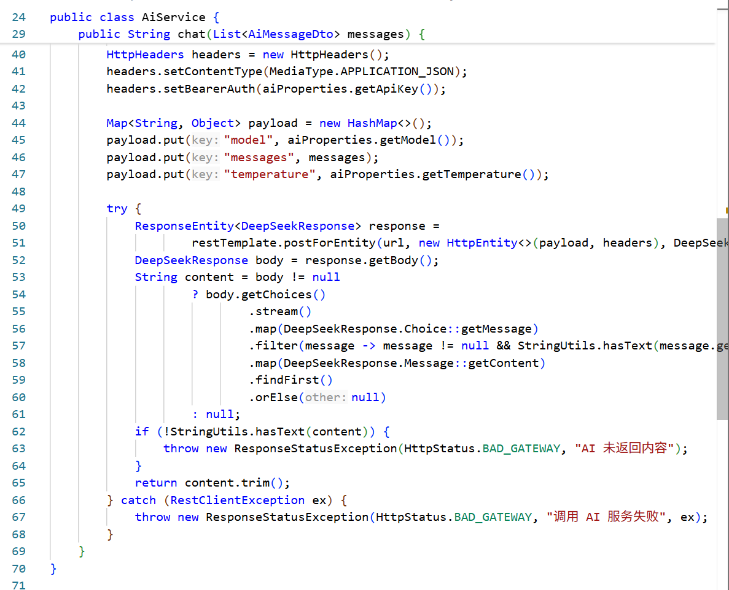 24 public class AiService {
29 public String chat(List<AiMessageDto> messages) {
40 HttpHeaders headers = new HttpHeaders();
41 headers.setContentType(MediaType.APPLICATION_JSON);
42 headers.setBearerAuth(aiProperties.getApiKey());
43
44 Map<String, Object> payload = new HashMap<>();
45 payload.put(key: "model", aiProperties.getModel());
46 payload.put(key: "messages", messages);
47 payload.put(key: "temperature", aiProperties.getTemperature());
48
49 try {
50 ResponseEntity<DeepSeekResponse> response =
51 restTemplate.postForEntity(url, new HttpEntity<>(payload, headers), DeepSeek
52 DeepSeekResponse body = response.getBody();
53 String content = body != null
54 ? body.getChoices()
55 .stream()
56 .map(DeepSeekResponse.Choice::getMessage)
57 .filter(message -> message != null && StringUtils.hasText(message.ge
58 .map(DeepSeekResponse.Message::getContent)
59 .findFirst()
60 .orElse(other: null)
61 : null;
62 if (!StringUtils.hasText(content)) {
63 throw new ResponseStatusException(HttpStatus.BAD_GATEWAY, "AI 未返回内容");
64 }
65 return content.trim();
66 } catch (RestClientException ex) {
67 throw new ResponseStatusException(HttpStatus.BAD_GATEWAY, "调用 AI 服务失败", ex);
68 }
69 }
70 }
71